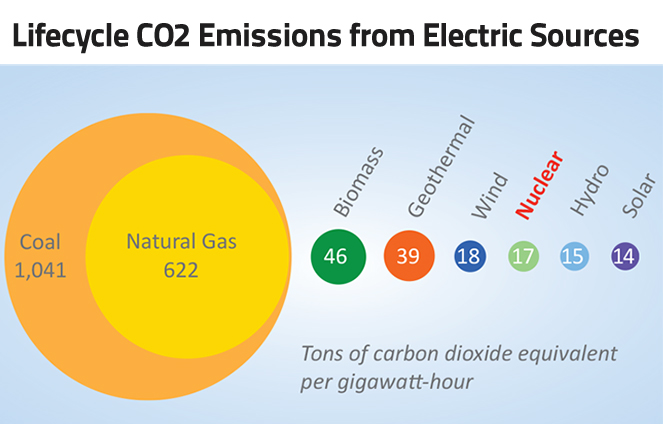 Lifecycle CO2 Emissions from Electric Sources
Coal
1,041
Natural Gas
622
Biomass
46
Geothermal
39
Wind
18
Nuclear
17
Hydro
15
Solar
14
Tons of carbon dioxide equivalent
per gigawatt-hour